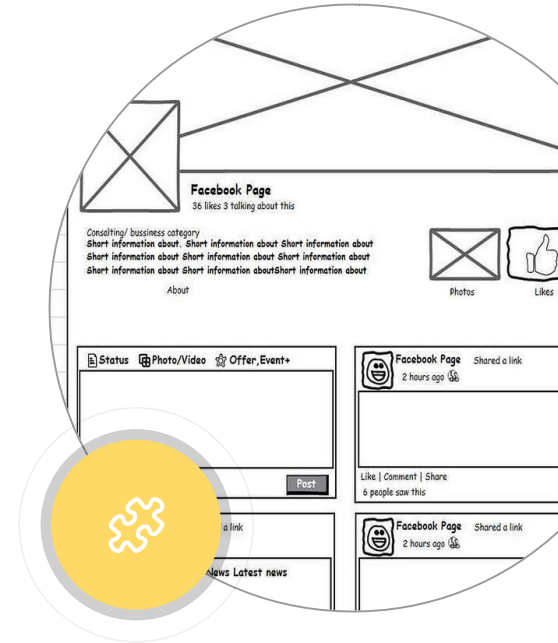 Facebook Page
36 likes 3 talking about this
Consalting/ bussiness category
Short information about. Short information about Short information about
Short information about Short information about Short information about
Short information about Short information aboutShort information about
About
Photos
Likes
Status Photo/Video Offer,Event+
Post
Facebook Page Shared a link
2 hours ago
Like | Comment | Share
6 people saw this
a link
News Latest news
Facebook Page Shared a link
2 hours ago